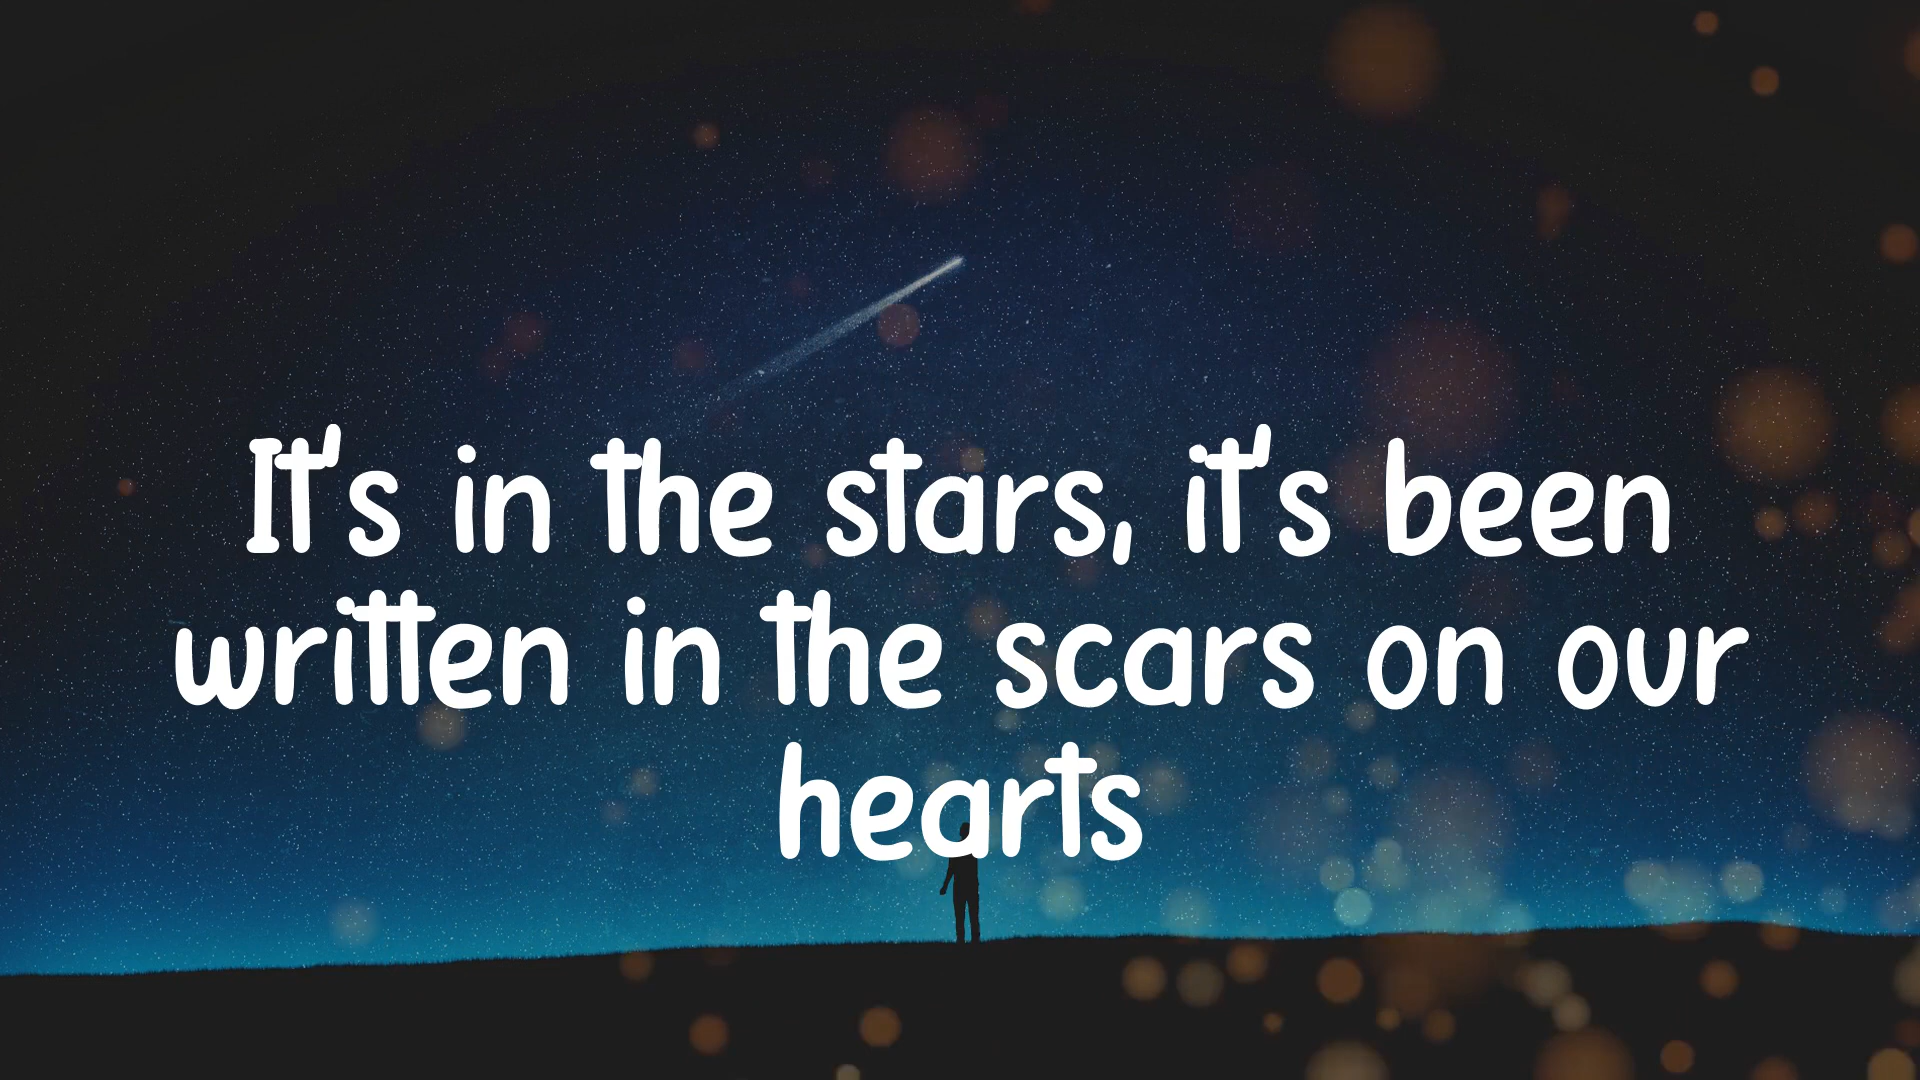 It's in the stars, it's been
written in the scars on our
hearts